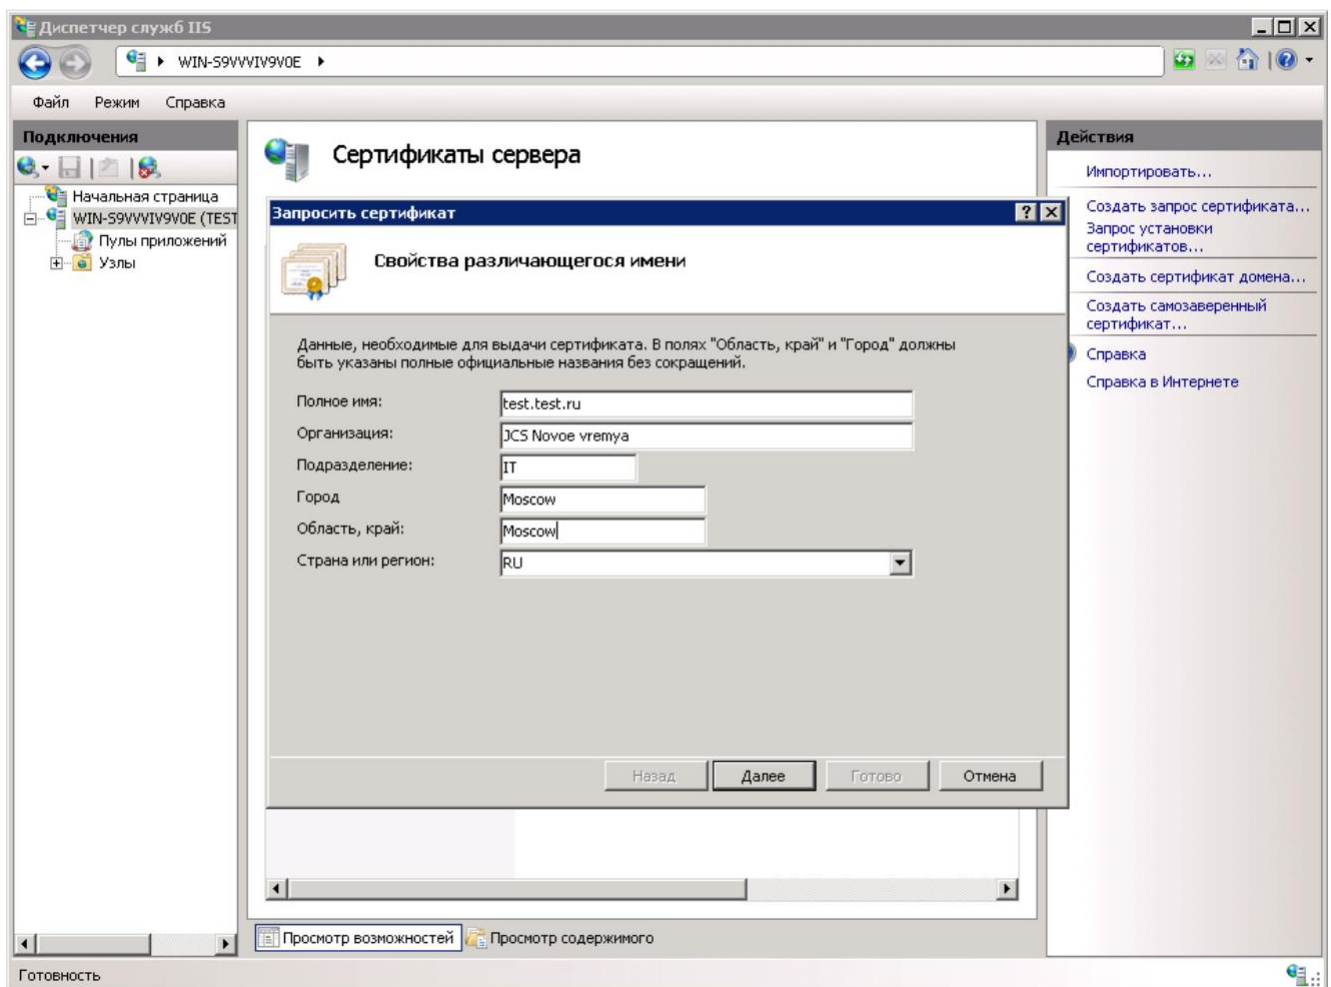 Диспетчер служб IIS
WIN-S9VVVIV9V0E
Файл Режим Справка
Подключения
Начальная страница
WIN-S9VVVIV9V0E (TEST
Пулы приложений
Узлы
Сертификаты сервера
Запросить сертификат
Свойства различающегося имени
Данные, необходимые для выдачи сертификата. В полях "Область, край" и "Город" должны
быть указаны полные официальные названия без сокращений.
Полное имя: test.test.ru
Организация: JCS Novoe vremya
Подразделение: IT
Город Moscow
Область, край: Moscow
Страна или регион: RU
Назад Далее Готово Отмена
Действия
Импортировать...
Создать запрос сертификата...
Запрос установки
сертификатов...
Создать сертификат домена...
Создать самозаверенный
сертификат...
Справка
Справка в Интернете
Просмотр возможностей Просмотр содержимого
Готовность